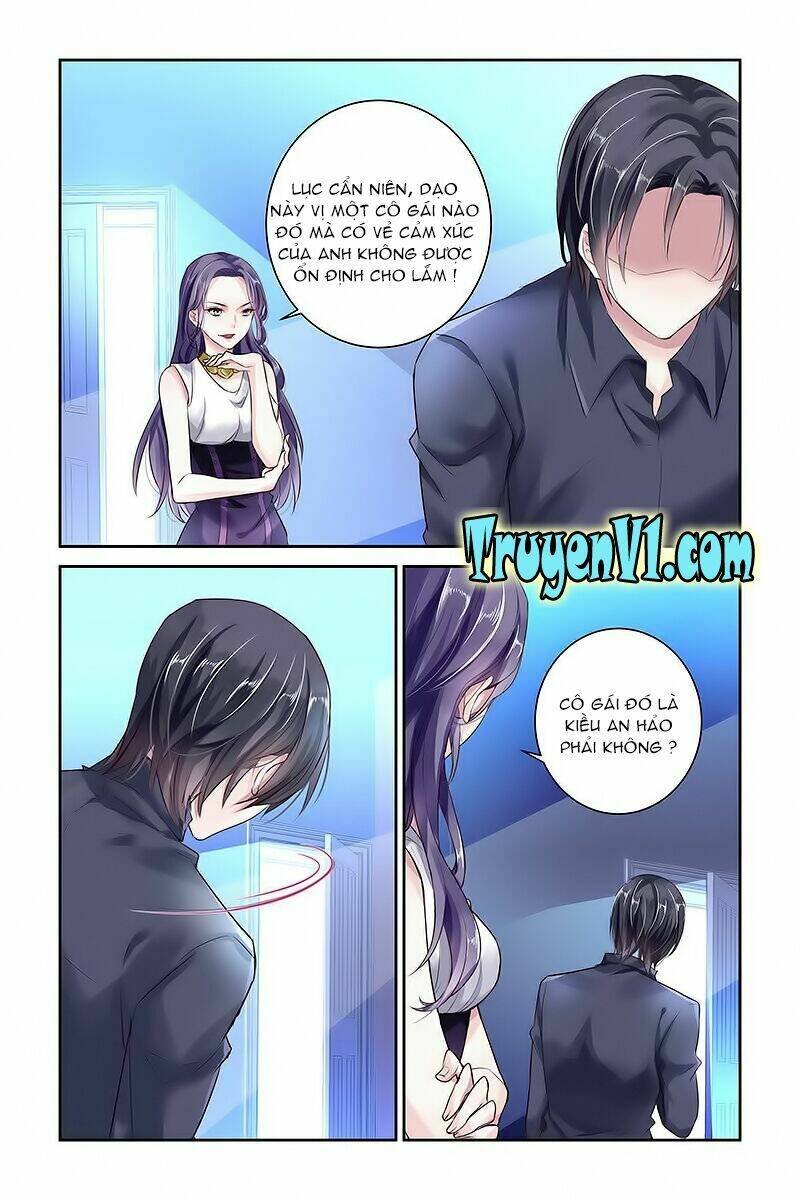 LỤC CẨN NIÊN, DẠO
NÀY VỊ MỘT CÔ GÁI NÀO
ĐÓ MÀ CƠ VẺ CẢM XÚC
CỦA ANH KHÔNG ĐƯỢC
ỔN ĐỊNH CHO LẮM !
TruyenV1.com
CÔ GÁI ĐÓ LÀ
KIỀU AN HẢO
PHẢI KHÔNG ?